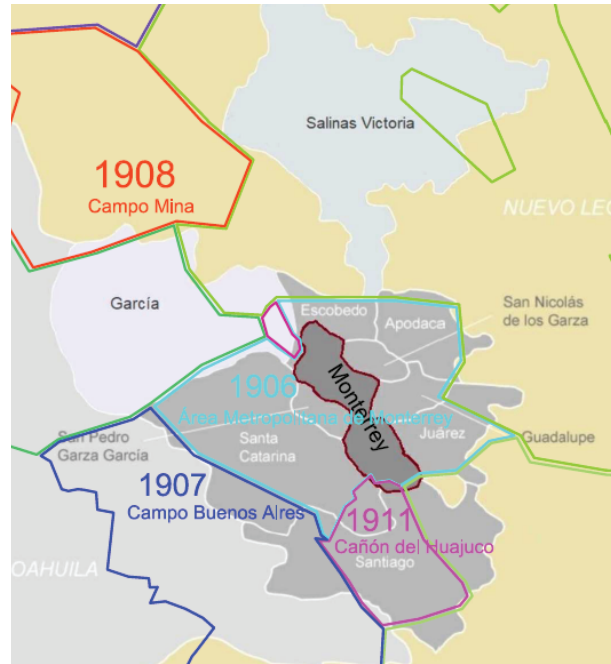 Salinas Victoria
1908
Campo Mina
NUEVO LEO
García
Escobedo
Apodaca
San Nicolás
de los Garza
Monterrey
1906
Área Metropolitana de Monterrey
San Pedro
Garza García
Santa
Catarina
Juárez
Guadalupe
1907
Campo Buenos Aires
1911
Cañón del Huajuco
Santiago
OAHUILA